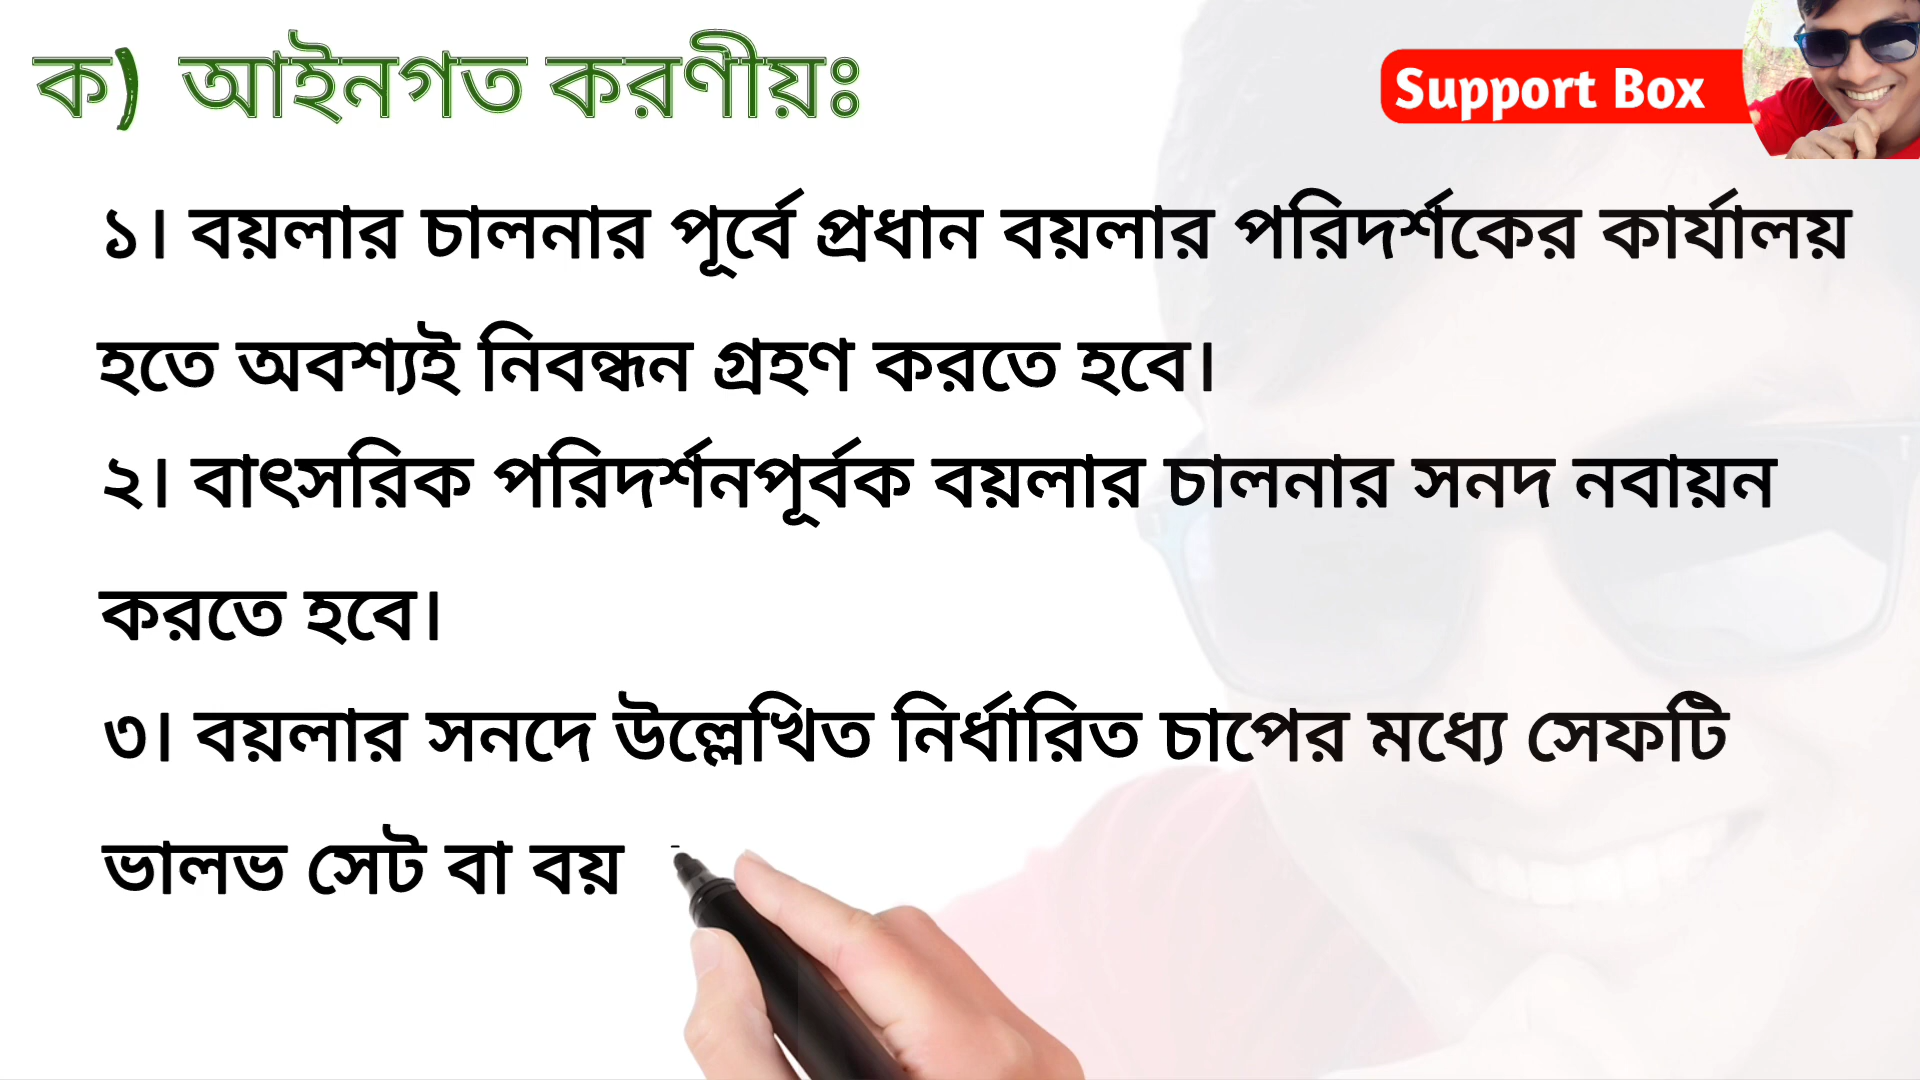 ক) আইনগত করণীয়ঃ
Support Box
১। বয়লার চালনার পূর্বে প্রধান বয়লার পরিদর্শকের কার্যালয়
হতে অবশ্যই নিবন্ধন গ্রহণ করতে হবে।
২। বাৎসরিক পরিদর্শনপূর্বক বয়লার চালনার সনদ নবায়ন
করতে হবে।
৩। বয়লার সনদে উল্লেখিত নির্ধারিত চাপের মধ্যে সেফটি
ভালভ সেট বা বয়